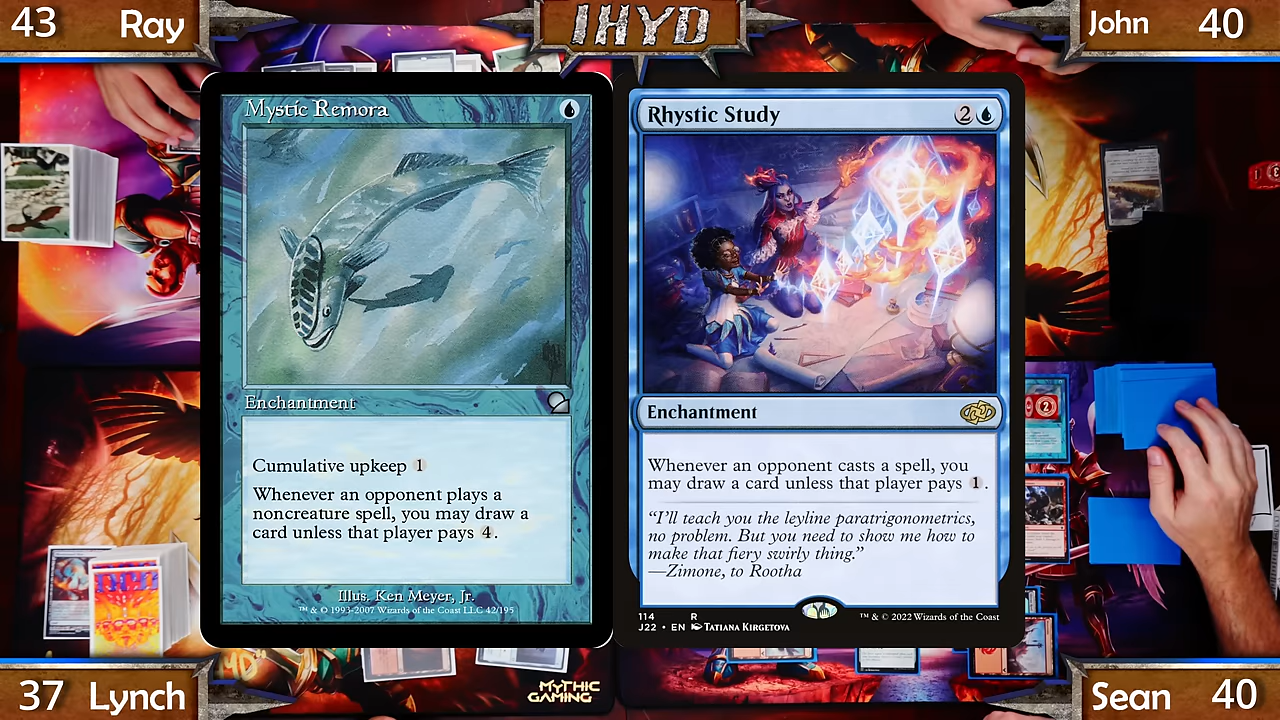 43 Ray
IHYD
John 40
Mystic Remora
Enchantment
Cumulative upkeep 1
Whenever an opponent plays a
noncreature spell, you may draw a
card unless that player pays 4.
Illus. Ken Meyer, Jr.
™ & © 1993-2007 Wizards of the Coast LLC 42/195
Rhystic Study
2
Enchantment
Whenever an opponent casts a spell, you
may draw a card unless that player pays 1.
“I'll teach you the leyline paratrigonometrics,
no problem. But you need to show me how to
make that fiery swirly thing.”
—Zimone, to Rootha
114 R
J22 • EN Tatiana Kirgetova
™ & © 2022 Wizards of the Coast
2
37 Lynch
MYTHIC
GAMING
Sean 40